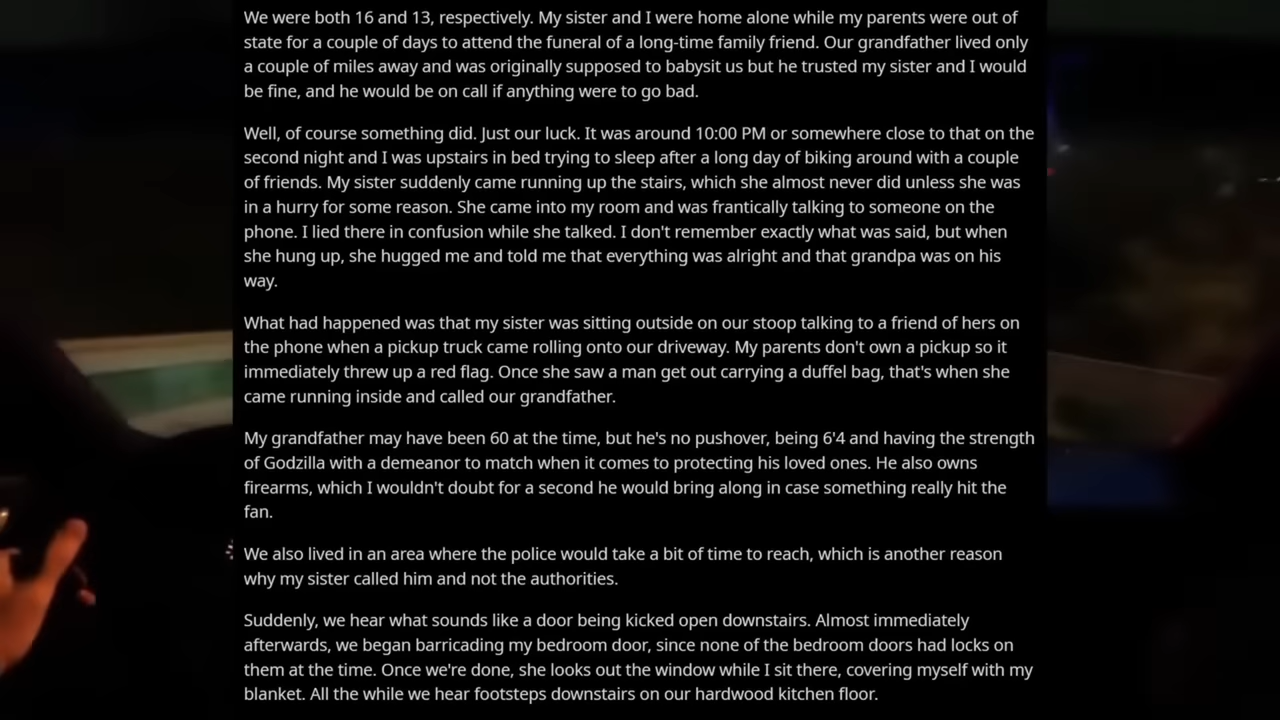 We were both 16 and 13, respectively. My sister and I were home alone while my parents were out of
state for a couple of days to attend the funeral of a long-time family friend. Our grandfather lived only
a couple of miles away and was originally supposed to babysit us but he trusted my sister and I would
be fine, and he would be on call if anything were to go bad.
Well, of course something did. Just our luck. It was around 10:00 PM or somewhere close to that on the
second night and I was upstairs in bed trying to sleep after a long day of biking around with a couple
of friends. My sister suddenly came running up the stairs, which she almost never did unless she was
in a hurry for some reason. She came into my room and was frantically talking to someone on the
phone. I lied there in confusion while she talked. I don't remember exactly what was said, but when
she hung up, she hugged me and told me that everything was alright and that grandpa was on his
way.
What had happened was that my sister was sitting outside on our stoop talking to a friend of hers on
the phone when a pickup truck came rolling onto our driveway. My parents don't own a pickup so it
immediately threw up a red flag. Once she saw a man get out carrying a duffel bag, that's when she
came running inside and called our grandfather.
My grandfather may have been 60 at the time, but he's no pushover, being 6'4 and having the strength
of Godzilla with a demeanor to match when it comes to protecting his loved ones. He also owns
firearms, which I wouldn't doubt for a second he would bring along in case something really hit the
fan.
We also lived in an area where the police would take a bit of time to reach, which is another reason
why my sister called him and not the authorities.
Suddenly, we hear what sounds like a door being kicked open downstairs. Almost immediately
afterwards, we began barricading my bedroom door, since none of the bedroom doors had locks on
them at the time. Once we're done, she looks out the window while I sit there, covering myself with my
blanket. All the while we hear footsteps downstairs on our hardwood kitchen floor.